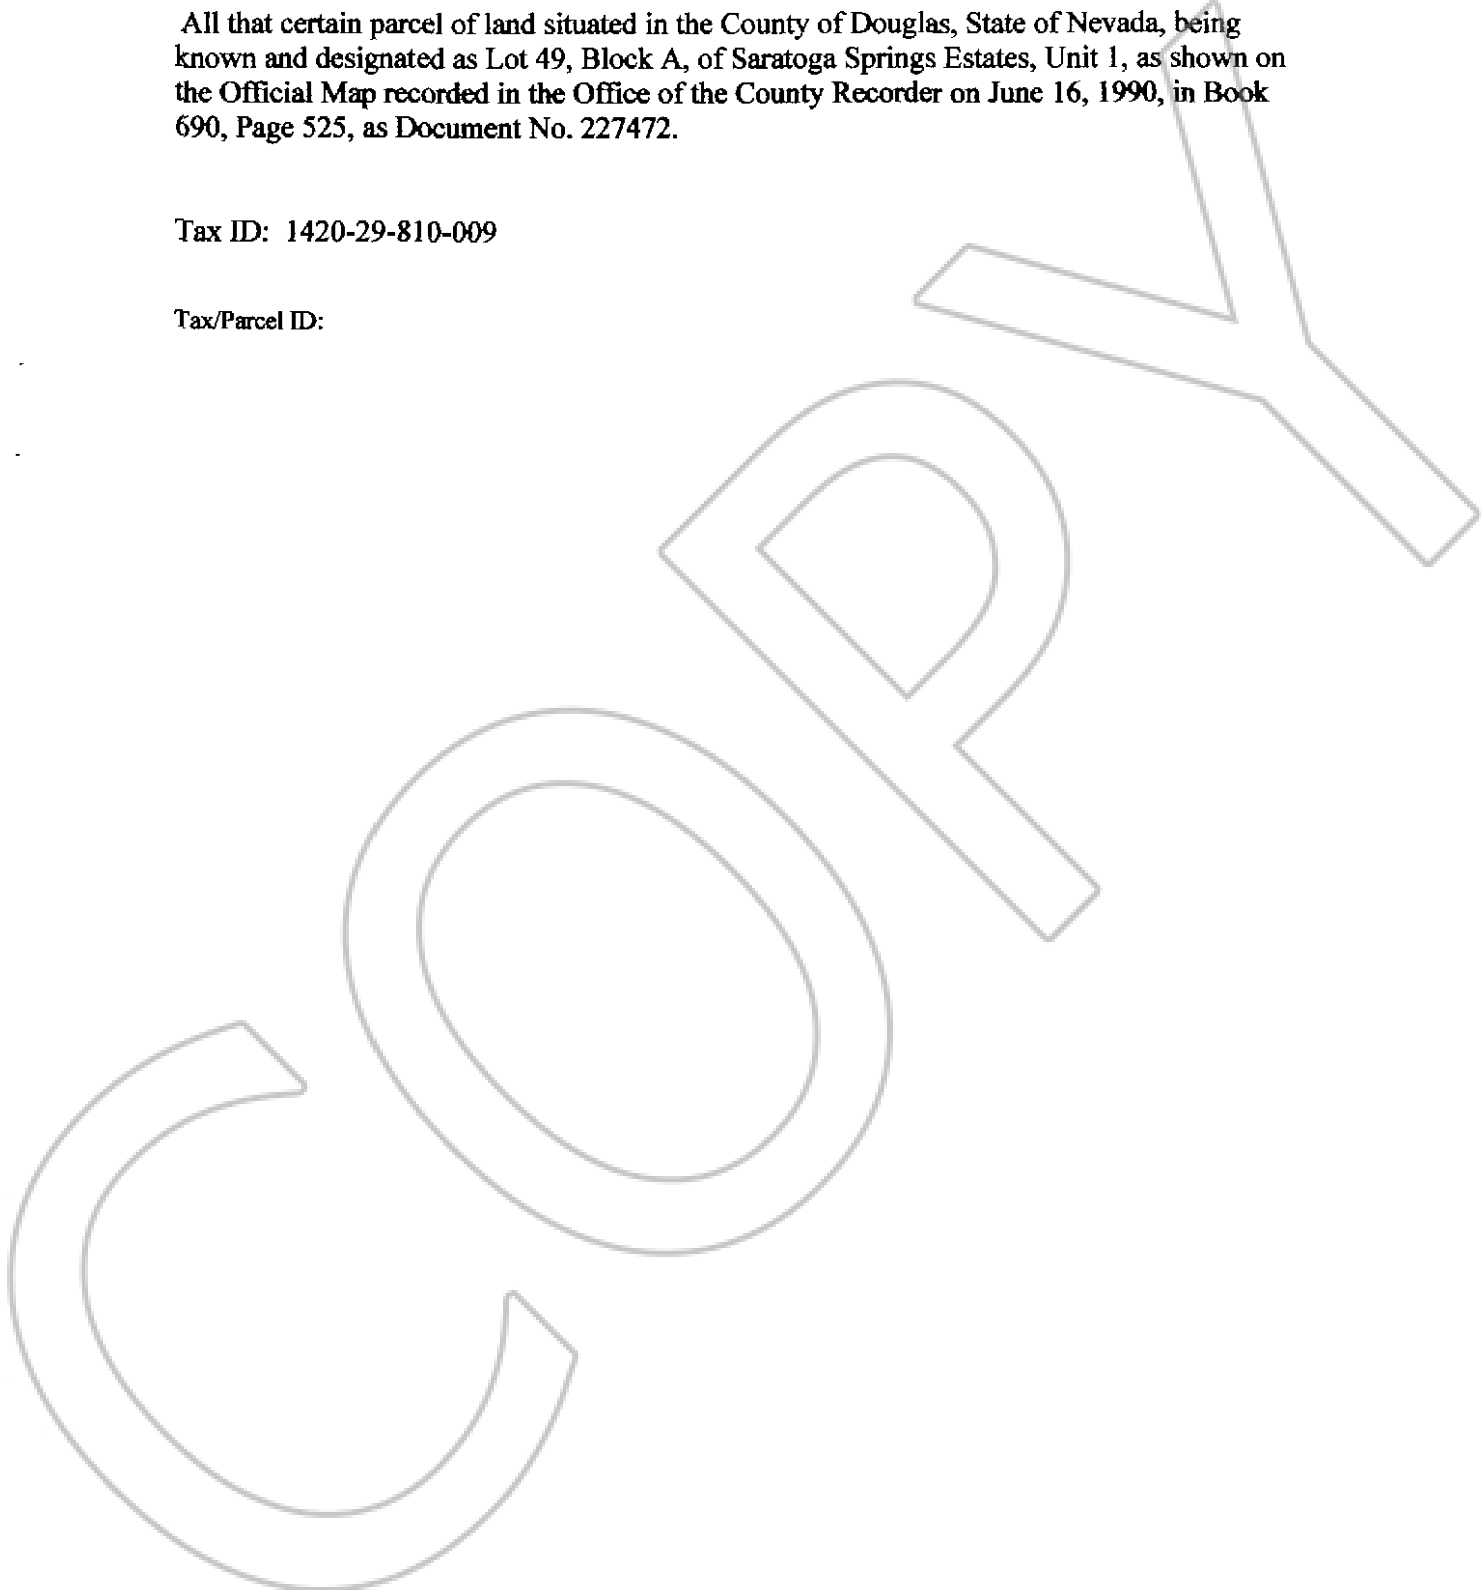 All that certain parcel of land situated in the County of Douglas, State of Nevada, being
known and designated as Lot 49, Block A, of Saratoga Springs Estates, Unit 1, as shown on
the Official Map recorded in the Office of the County Recorder on June 16, 1990, in Book
690, Page 525, as Document No. 227472.
Tax ID: 1420-29-810-009
Tax/Parcel ID:
COPY